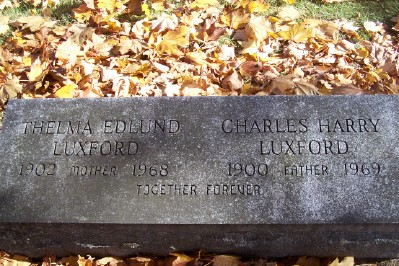 THELMA EDLUND
LUXFORD
1902 MOTHER 1968
CHARLES HARRY
LUXFORD
1900 FATHER 1969
TOGETHER FOREVER